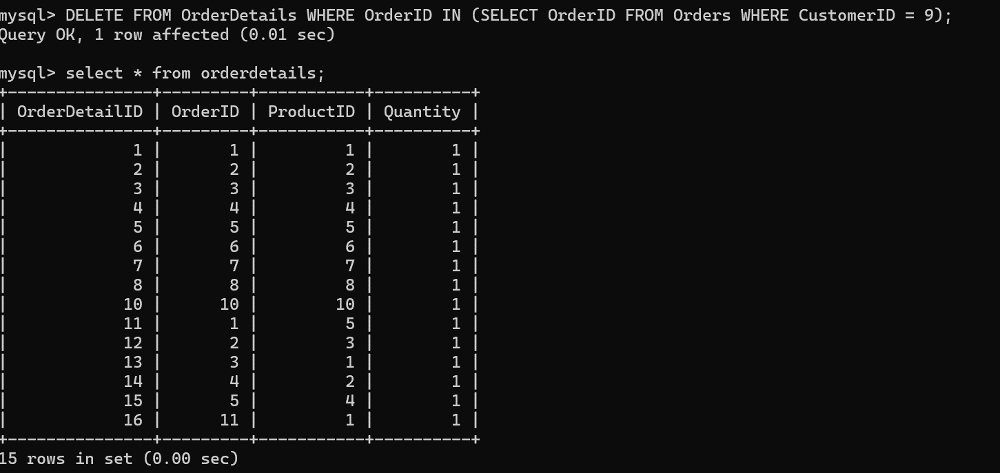 mysql> DELETE FROM OrderDetails WHERE OrderID IN (SELECT OrderID FROM Orders WHERE CustomerID = 9);
Query OK, 1 row affected (0.01 sec)

mysql> select * from orderdetails;
+---------------+---------+-----------+----------+
| OrderDetailID | OrderID | ProductID | Quantity |
+---------------+---------+-----------+----------+
|             1 |       1 |         1 |        1 |
|             2 |       2 |         2 |        1 |
|             3 |       3 |         3 |        1 |
|             4 |       4 |         4 |        1 |
|             5 |       5 |         5 |        1 |
|             6 |       6 |         6 |        1 |
|             7 |       7 |         7 |        1 |
|             8 |       8 |         8 |        1 |
|            10 |      10 |        10 |        1 |
|            11 |       1 |         5 |        1 |
|            12 |       2 |         3 |        1 |
|            13 |       3 |         1 |        1 |
|            14 |       4 |         2 |        1 |
|            15 |       5 |         4 |        1 |
|            16 |      11 |         1 |        1 |
+---------------+---------+-----------+----------+
15 rows in set (0.00 sec)